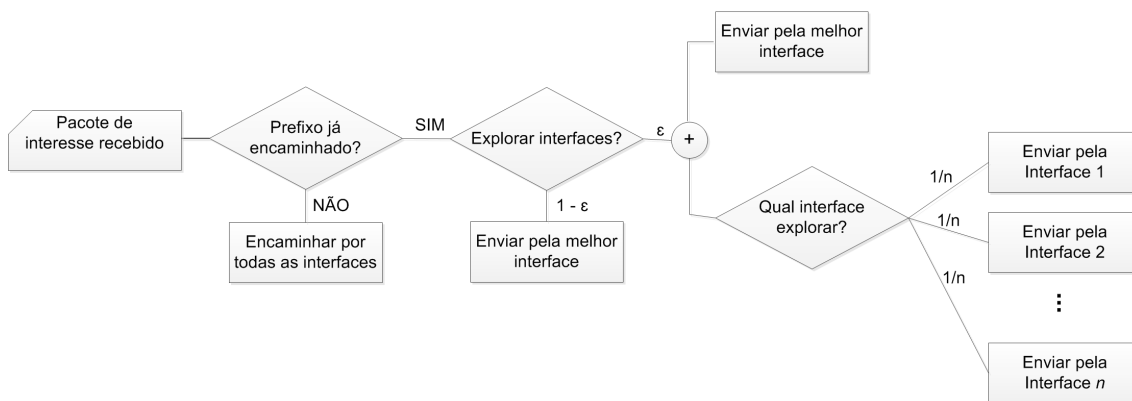 Pacote de
interesse recebido
Prefixo já
encaminhado?
SIM
NÃO
Encaminhar por
todas as interfaces
Explorar interfaces?
ε
1 - ε
Enviar pela melhor
interface
+
Enviar pela melhor
interface
Qual interface
explorar?
1/n
1/n
1/n
Enviar pela
Interface 1
Enviar pela
Interface 2
⋮
Enviar pela
Interface n